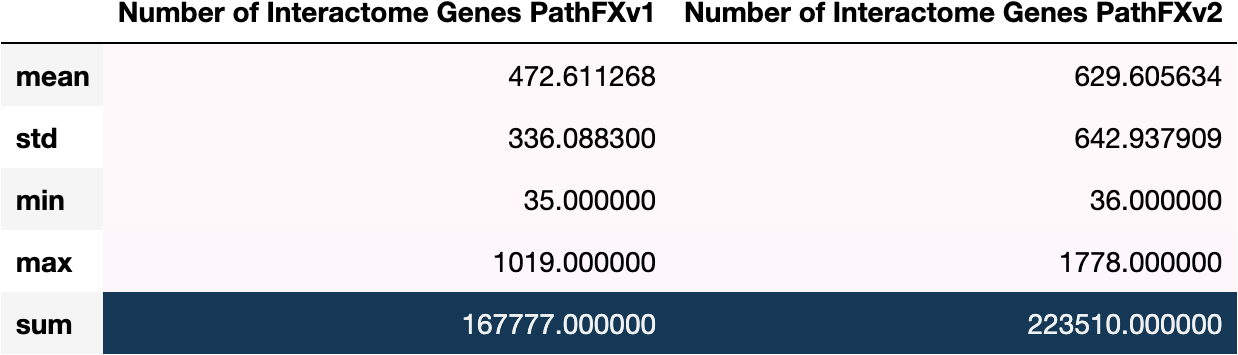 Number of Interactome Genes PathFXv1 Number of Interactome Genes PathFXv2
mean 472.611268 629.605634
std 336.088300 642.937909
min 35.000000 36.000000
max 1019.000000 1778.000000
sum 167777.000000 223510.000000